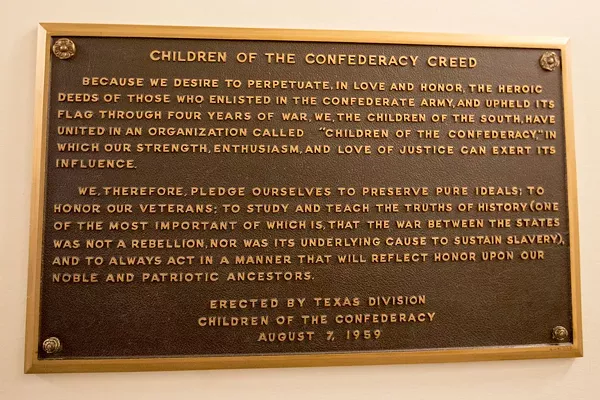 CHILDREN OF THE CONFEDERACY CREED
BECAUSE WE DESIRE TO PERPETUATE, IN LOVE AND HONOR, THE HEROIC
DEEDS OF THOSE WHO ENLISTED IN THE CONFEDERATE ARMY, AND UPHELD ITS
FLAG THROUGH FOUR YEARS OF WAR, WE, THE CHILDREN OF THE SOUTH, HAVE
UNITED IN AN ORGANIZATION CALLED "CHILDREN OF THE CONFEDERACY," IN
WHICH OUR STRENGTH, ENTHUSIASM, AND LOVE OF JUSTICE CAN EXERT ITS
INFLUENCE.
WE, THEREFORE, PLEDGE OURSELVES TO PRESERVE PURE IDEALS; TO
HONOR OUR VETERANS; TO STUDY AND TEACH THE TRUTHS OF HISTORY (ONE
OF THE MOST IMPORTANT OF WHICH IS, THAT THE WAR BETWEEN THE STATES
WAS NOT A REBELLION, NOR WAS ITS UNDERLYING CAUSE TO SUSTAIN SLAVERY),
AND TO ALWAYS ACT IN A MANNER THAT WILL REFLECT HONOR UPON OUR
NOBLE AND PATRIOTIC ANCESTORS.
ERECTED BY TEXAS DIVISION
CHILDREN OF THE CONFEDERACY
AUGUST 7, 1959